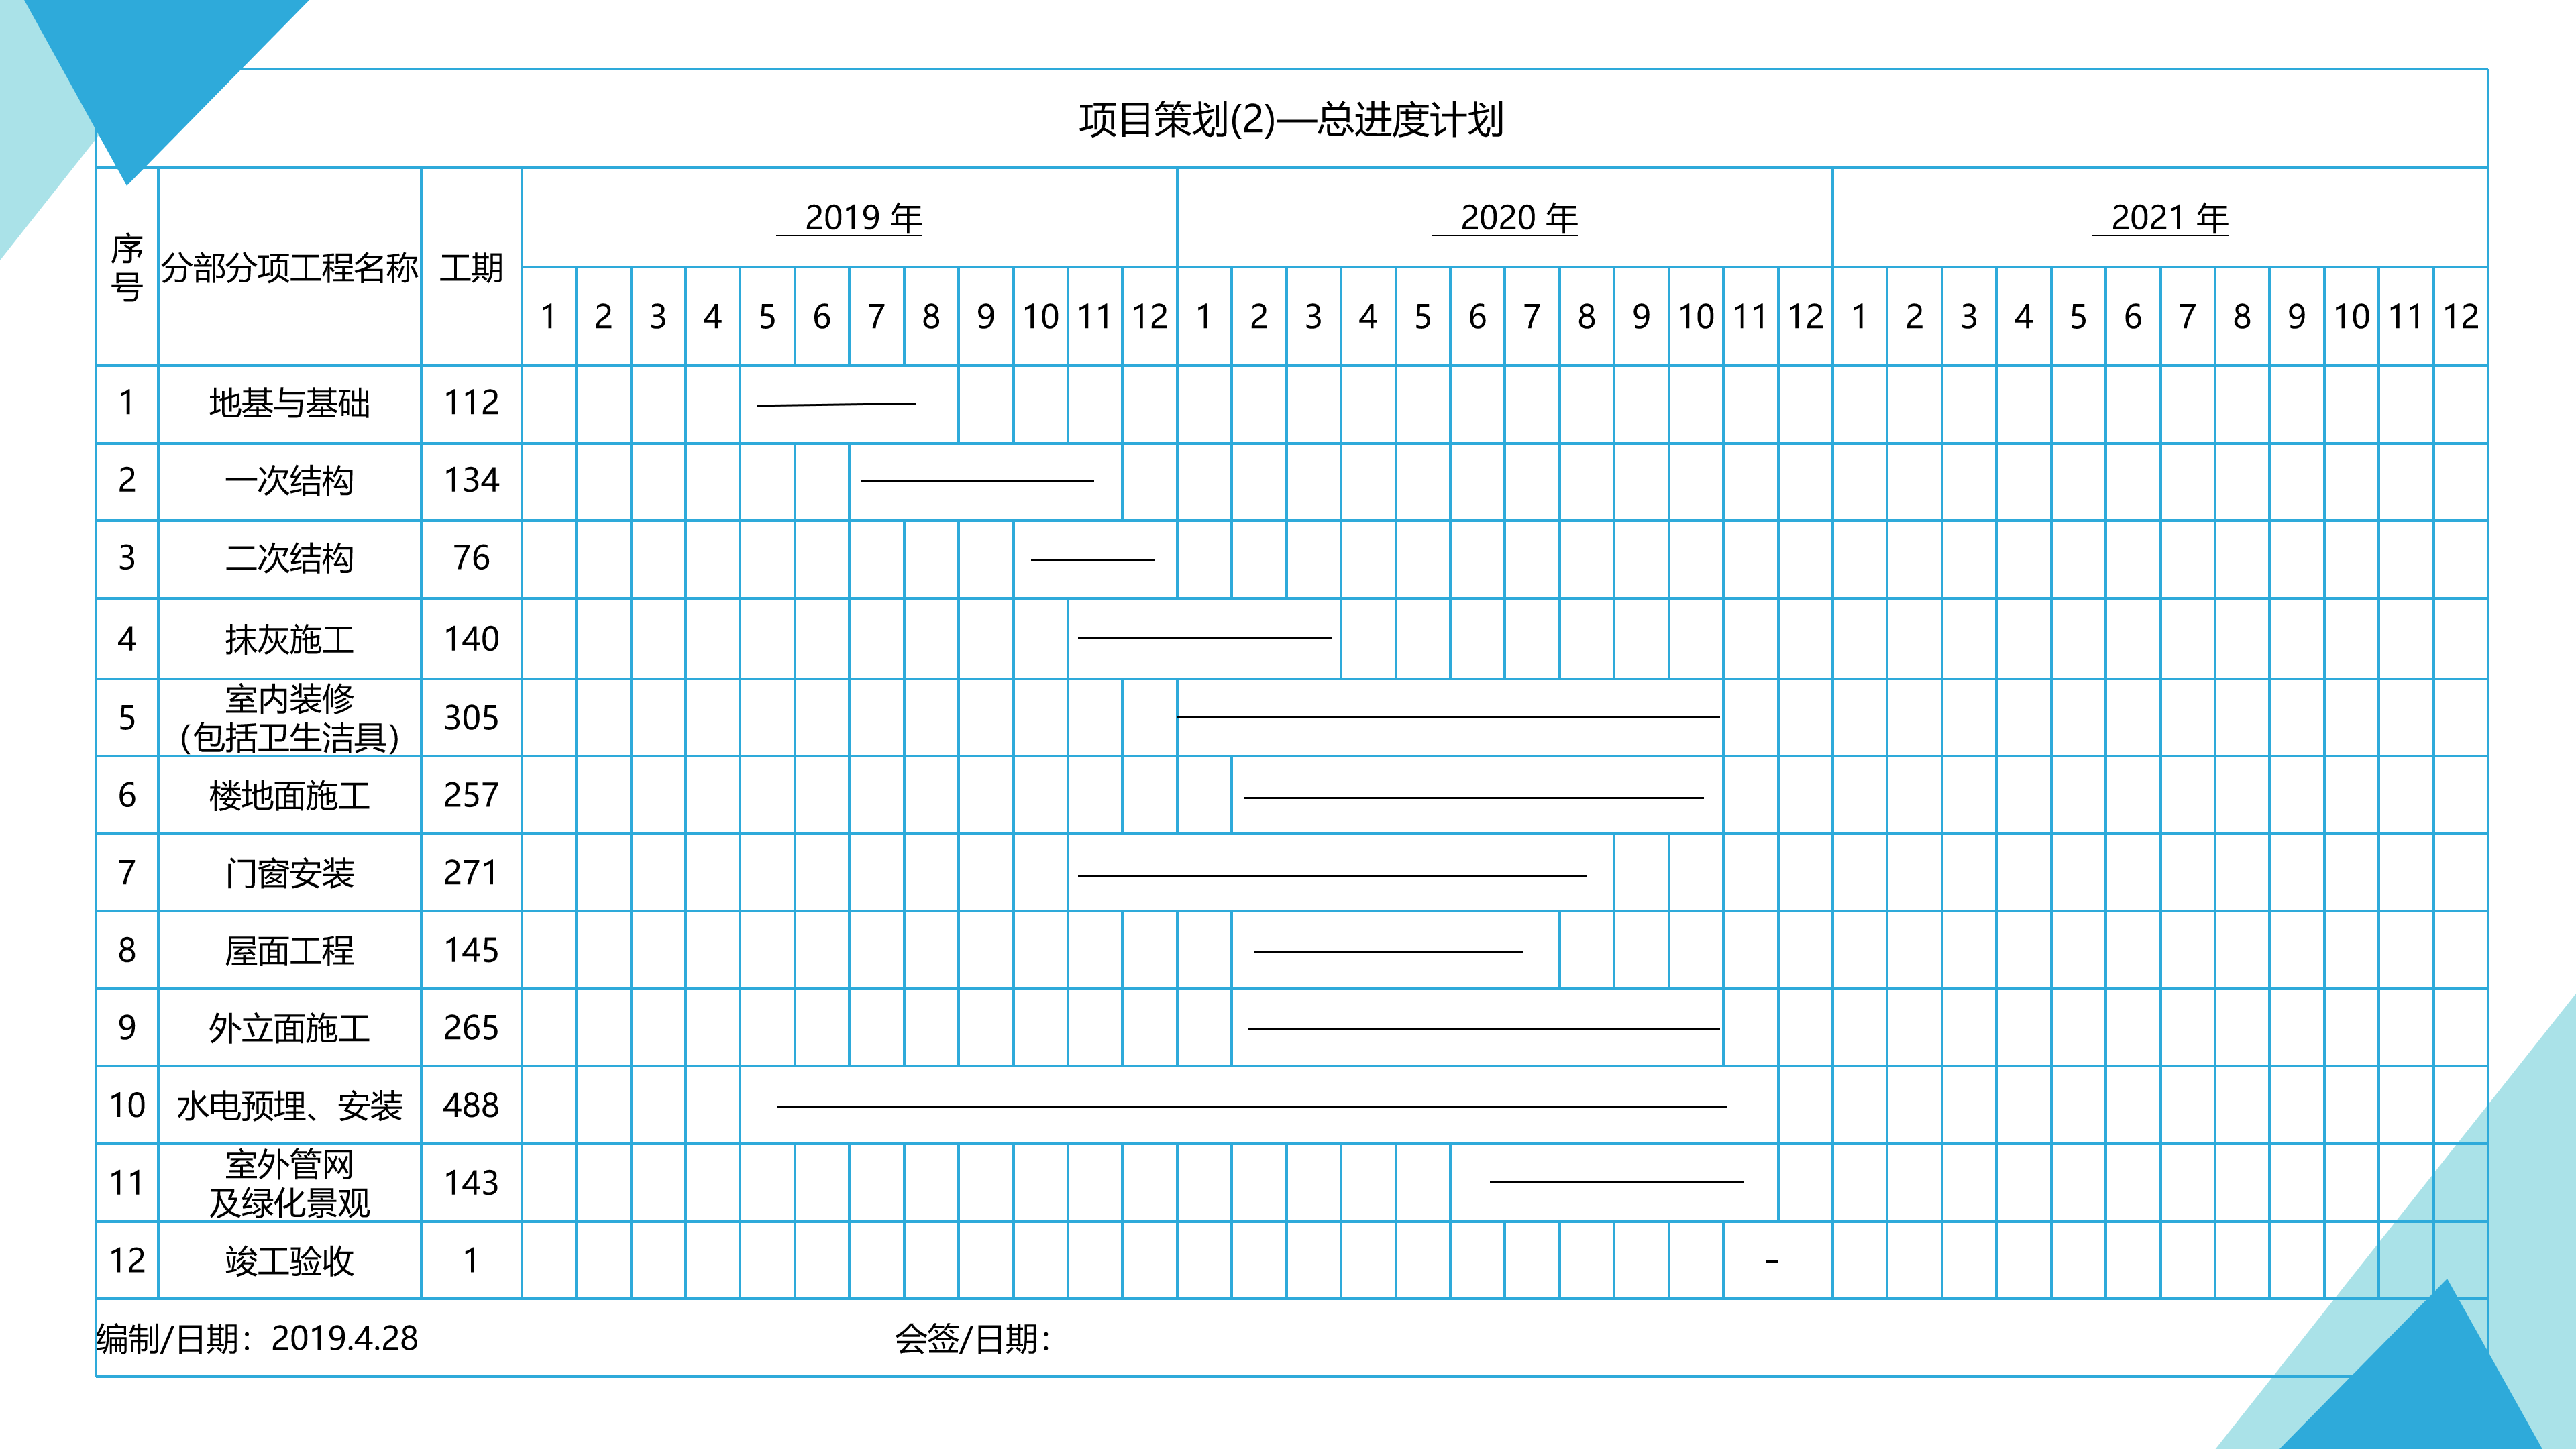 项目策划(2)—总进度计划
序号 分部分项工程名称 工期 2019 年 2020 年 2021 年
1 2 3 4 5 6 7 8 9 10 11 12 1 2 3 4 5 6 7 8 9 10 11 12 1 2 3 4 5 6 7 8 9 10 11 12
1 地基与基础 112
2 一次结构 134
3 二次结构 76
4 抹灰施工 140
5 室内装修
（包括卫生洁具） 305
6 楼地面施工 257
7 门窗安装 271
8 屋面工程 145
9 外立面施工 265
10 水电预埋、安装 488
11 室外管网
及绿化景观 143
12 竣工验收 1
编制/日期：2019.4.28 会签/日期：